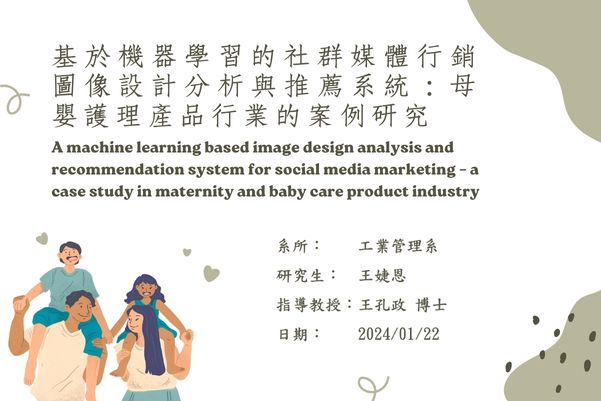 基於機器學習的社群媒體行銷
圖像設計分析與推薦系統：母
嬰護理產品行業的案例研究
A machine learning based image design analysis and
recommendation system for social media marketing - a
case study in maternity and baby care product industry
系所： 工業管理系
研究生： 王婕恩
指導教授：王孔政 博士
日期： 2024/01/22